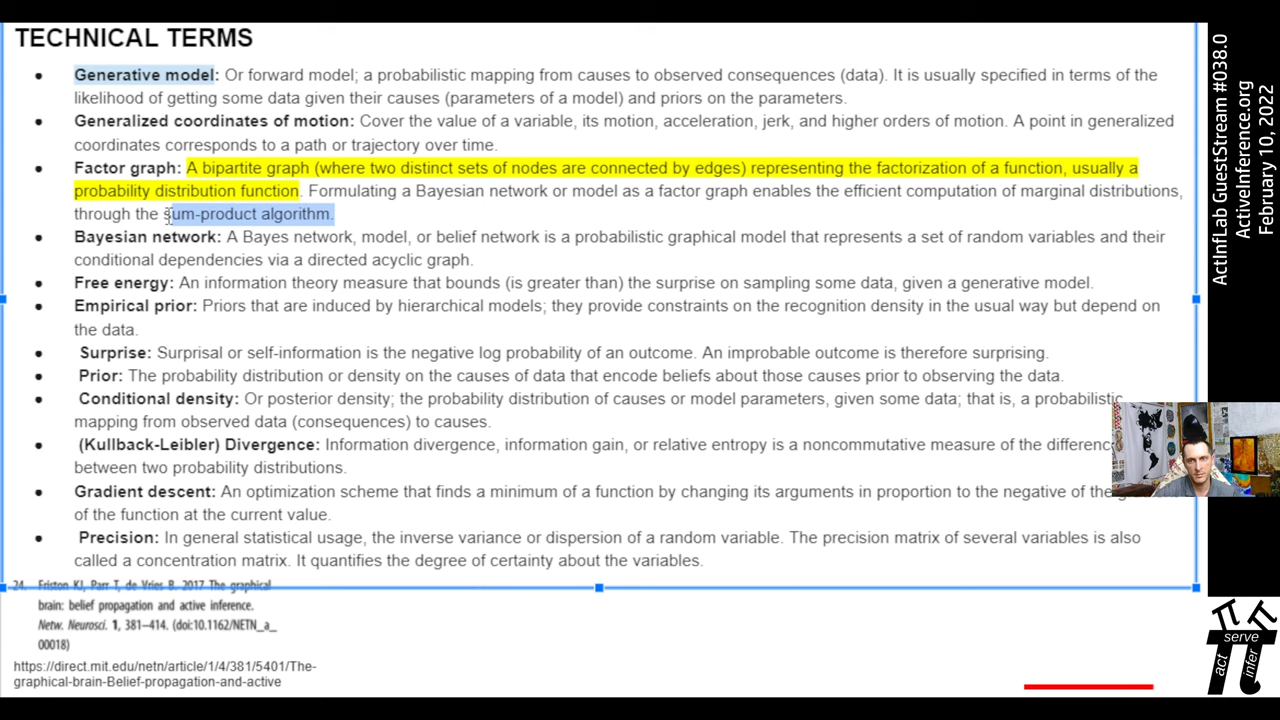 TECHNICAL TERMS
• Generative model: Or forward model; a probabilistic mapping from causes to observed consequences (data). It is usually specified in terms of the
likelihood of getting some data given their causes (parameters of a model) and priors on the parameters.
• Generalized coordinates of motion: Cover the value of a variable, its motion, acceleration, jerk, and higher orders of motion. A point in generalized
coordinates corresponds to a path or trajectory over time.
• Factor graph: A bipartite graph (where two distinct sets of nodes are connected by edges) representing the factorization of a function, usually a
probability distribution function. Formulating a Bayesian network or model as a factor graph enables the efficient computation of marginal distributions,
through the sum-product algorithm.
• Bayesian network: A Bayes network, model, or belief network is a probabilistic graphical model that represents a set of random variables and their
conditional dependencies via a directed acyclic graph.
• Free energy: An information theory measure that bounds (is greater than) the surprise on sampling some data, given a generative model.
• Empirical prior: Priors that are induced by hierarchical models; they provide constraints on the recognition density in the usual way but depend on
the data.
• Surprise: Surprisal or self-information is the negative log probability of an outcome. An improbable outcome is therefore surprising.
• Prior: The probability distribution or density on the causes of data that encode beliefs about those causes prior to observing the data.
• Conditional density: Or posterior density; the probability distribution of causes or model parameters, given some data; that is, a probabilistic
mapping from observed data (consequences) to causes.
• (Kullback-Leibler) Divergence: Information divergence, information gain, or relative entropy is a noncommutative measure of the
between two probability distributions.
• Gradient descent: An optimization scheme that finds a minimum of a function by changing its arguments in proportion to the negative of the
of the function at the current value.
• Precision: In general statistical usage, the inverse variance or dispersion of a random variable. The precision matrix of several variables is also
called a concentration matrix. It quantifies the degree of certainty about the variables.
24. Friston KJ, Parr T, de Vries B. 2017 The graphical
brain: belief propagation and active inference.
Netw. Neurosci. 1, 381–414. (doi:10.1162/NETN_a_
00018)
https://direct.mit.edu/netn/article/1/4/381/5401/The-
graphical-brain-Belief-propagation-and-active
ActInfLab GuestStream #038.0
ActiveInference.org
February 10, 2022
serve
act
infer